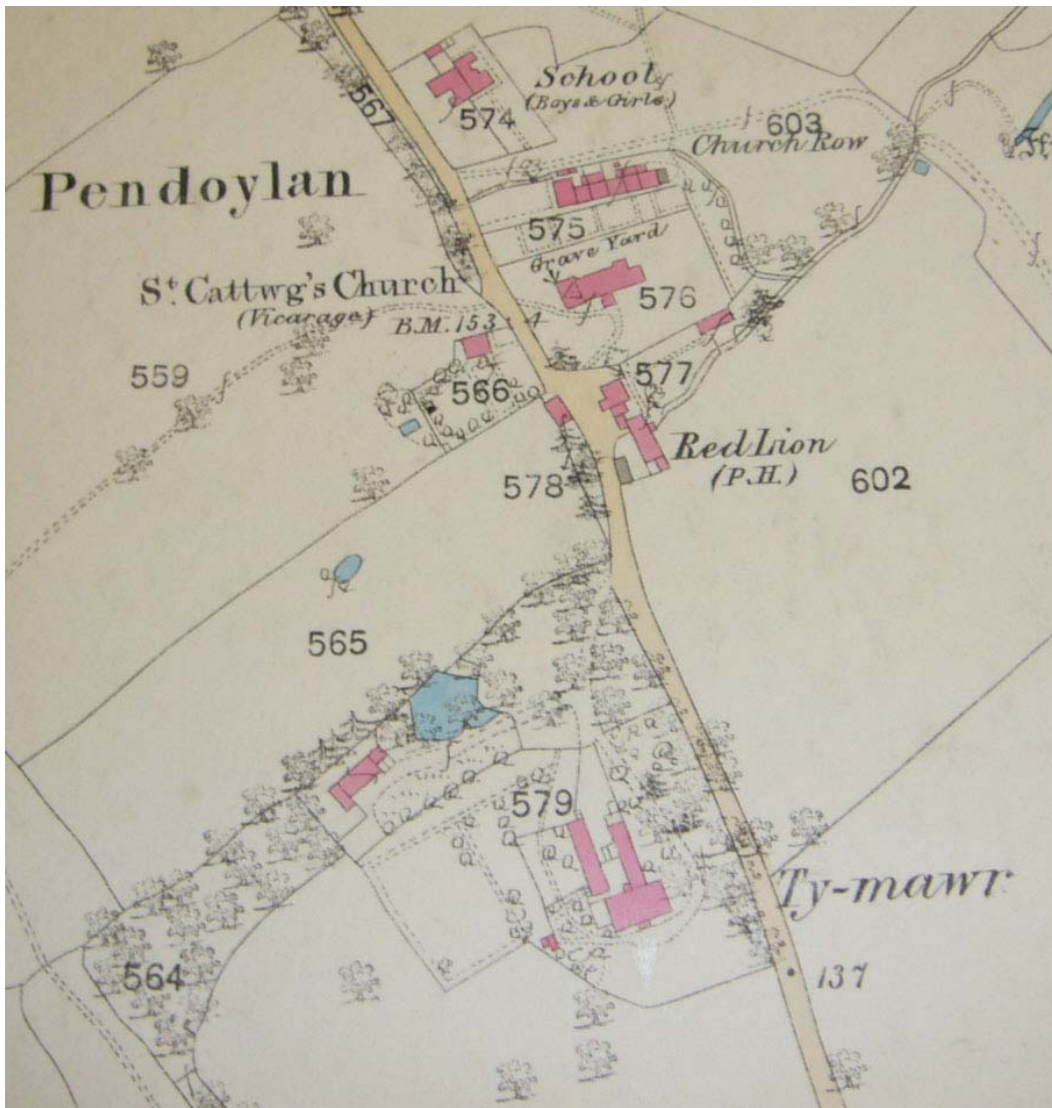 567
574
School
(Boys & Girls)
603
Church Row
Pendoylan
575
Grave Yard
St. Cattwg's Church
(Vicarage)
576
B.M. 153.4
559
566
577
Red Lion
(P.H.)
578
602
565
579
Ty-mawr
564
137